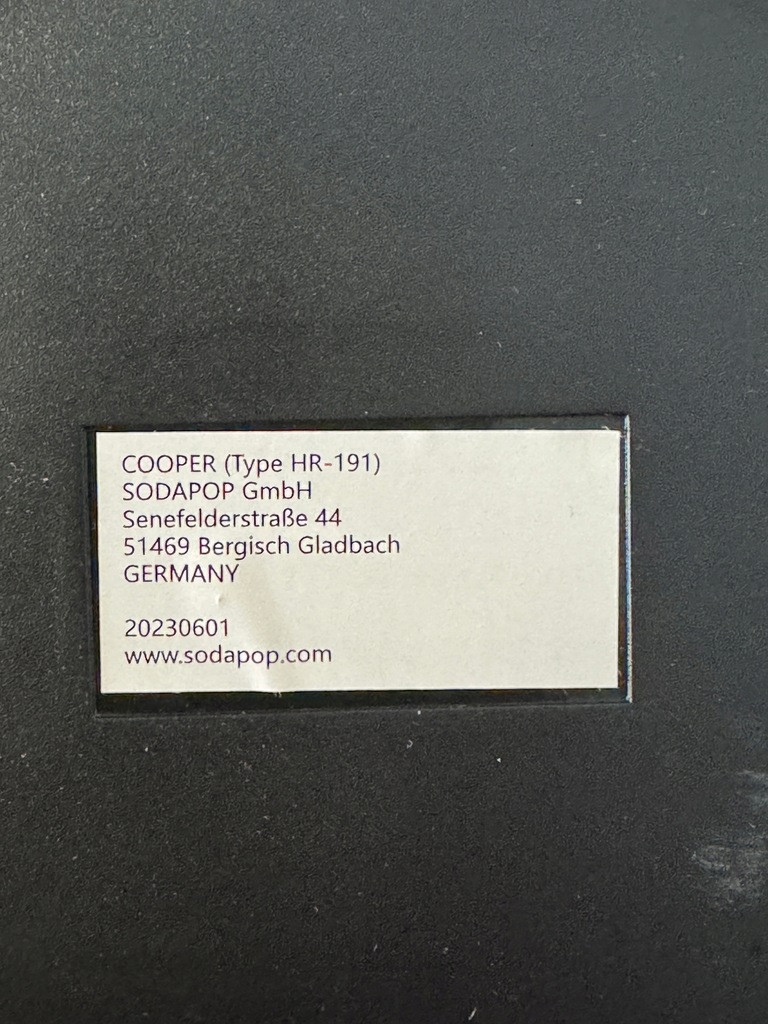 COOPER (Type HR-191)
SODAPOP GmbH
Senefelderstraße 44
51469 Bergisch Gladbach
GERMANY
20230601
www.sodapop.com